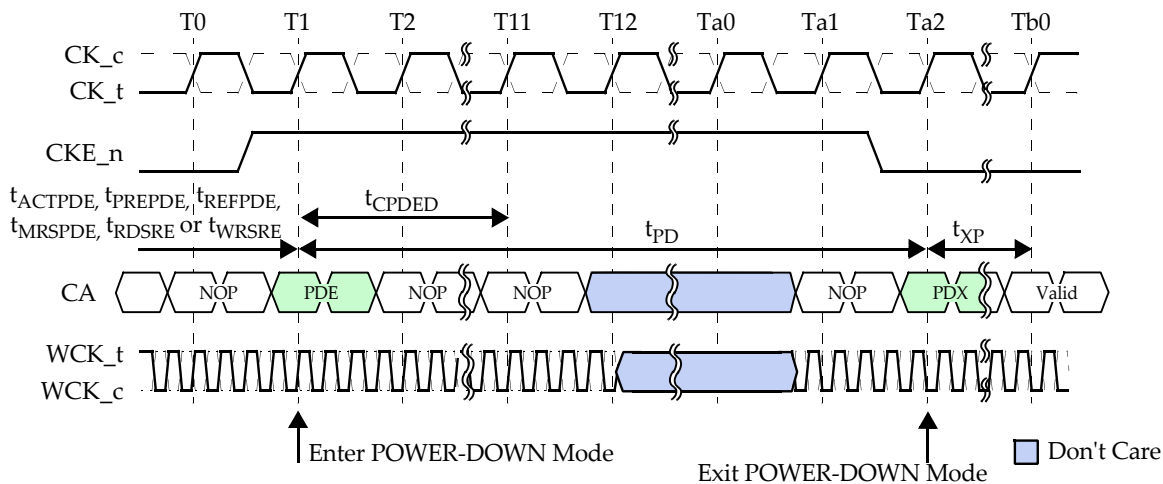 T0 T1 T2 T11 T12 Ta0 Ta1 Ta2 Tb0
CK_c
CK_t
CKE_n
tACTPDE, tPREPDE, tREFPDE,
tMRSPDE, tRDSRE or tWRSRE
tCPDED
tPD
tXP
CA NOP PDE NOP NOP NOP PDX Valid
WCK_t
WCK_c
Enter POWER-DOWN Mode
Exit POWER-DOWN Mode
Don't Care